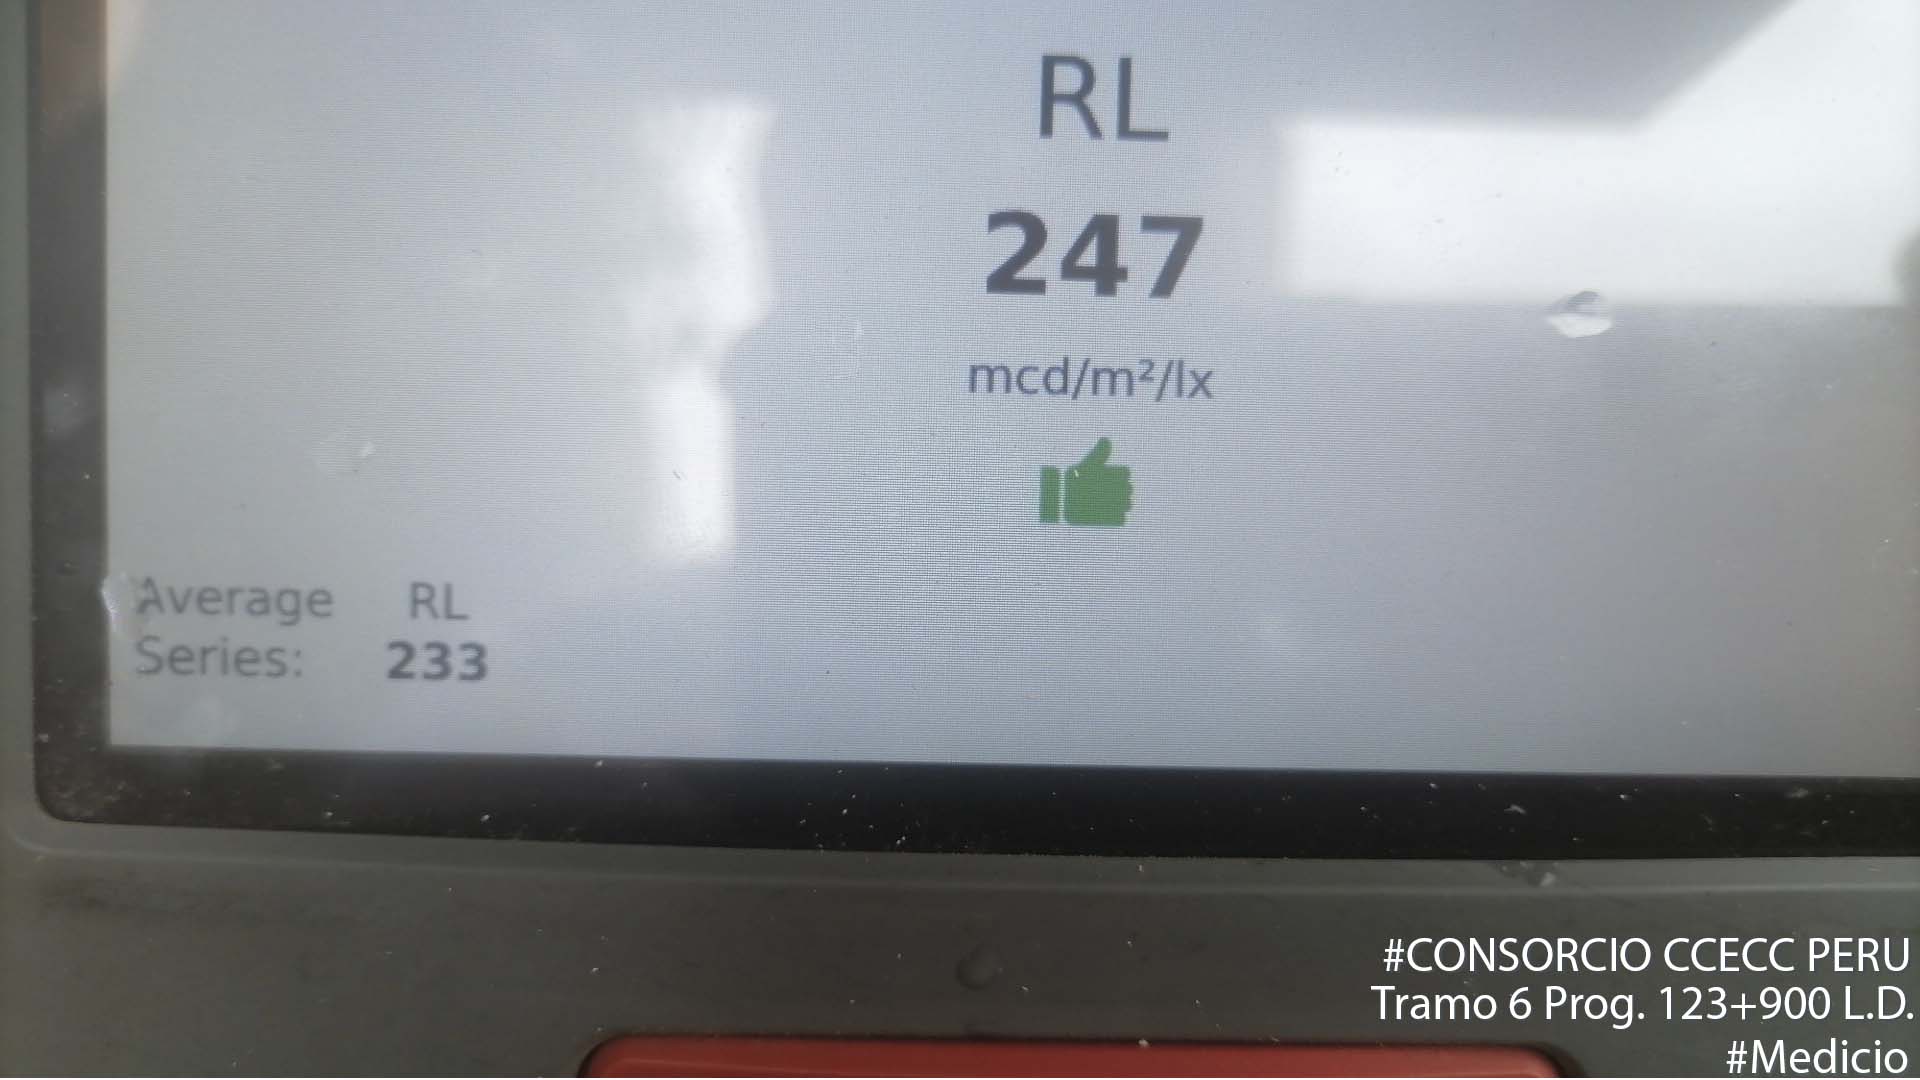 RL
247
mcd/m²/lx
Average RL
Series: 233
#CONSORCIO CCECC PERU
Tramo 6 Prog. 123+900 L.D.
#Medicio